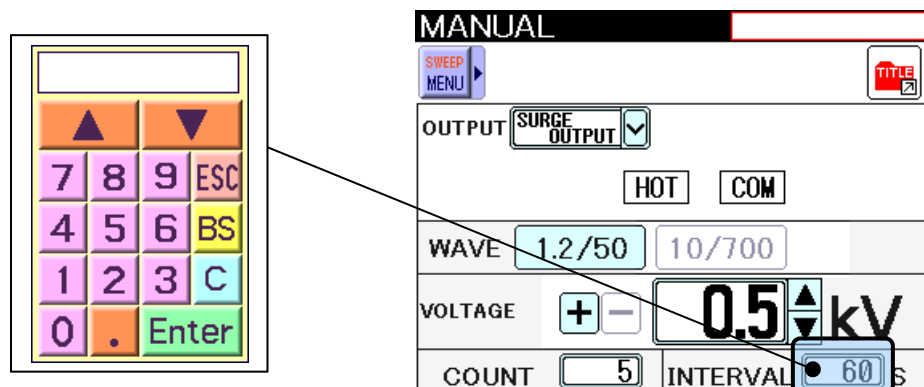 ▲ ▼
7 8 9 ESC
4 5 6 BS
1 2 3 C
0 . Enter
MANUAL
SWEEP
MENU
TITLE
OUTPUT SURGE
OUTPUT
HOT COM
WAVE 1.2/50 10/700
VOLTAGE + − 0.5 ▲▼ kV
COUNT 5 INTERVAL 60 s